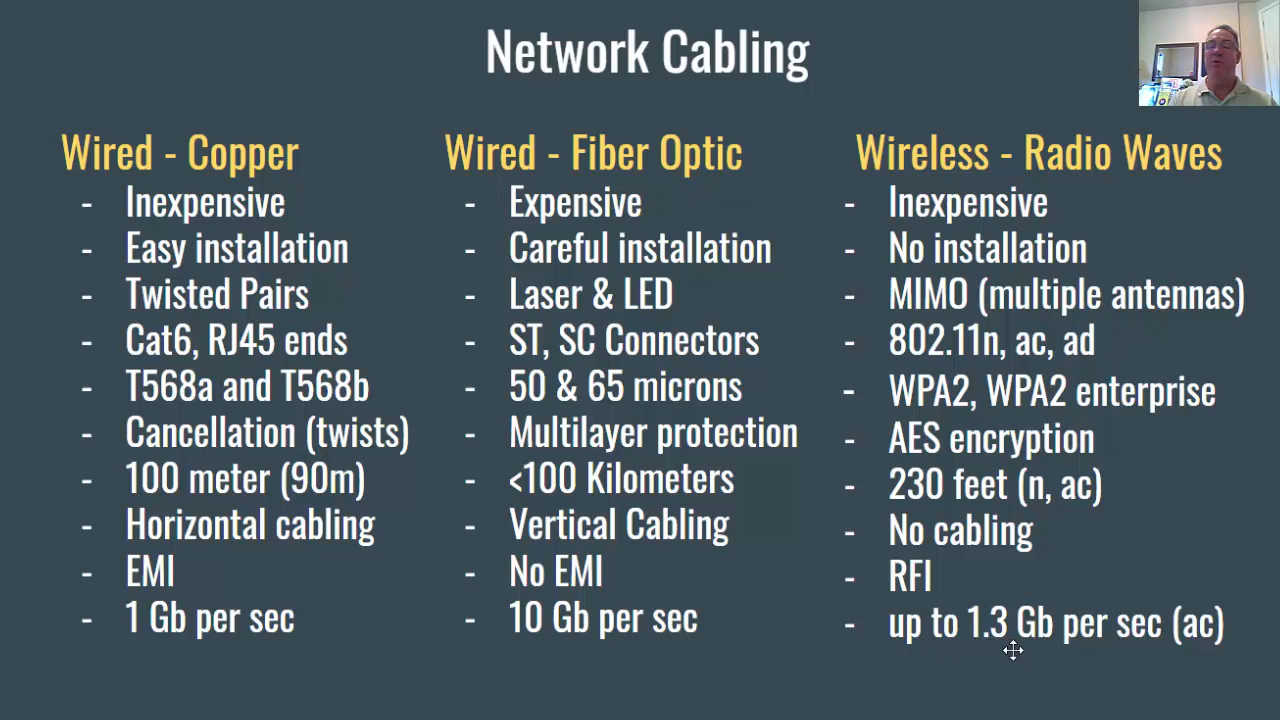 Network Cabling
Wired - Copper
- Inexpensive
- Easy installation
- Twisted Pairs
- Cat6, RJ45 ends
- T568a and T568b
- Cancellation (twists)
- 100 meter (90m)
- Horizontal cabling
- EMI
- 1 Gb per sec
Wired - Fiber Optic
- Expensive
- Careful installation
- Laser & LED
- ST, SC Connectors
- 50 & 65 microns
- Multilayer protection
- <100 Kilometers
- Vertical Cabling
- No EMI
- 10 Gb per sec
Wireless - Radio Waves
- Inexpensive
- No installation
- MIMO (multiple antennas)
- 802.11n, ac, ad
- WPA2, WPA2 enterprise
- AES encryption
- 230 feet (n, ac)
- No cabling
- RFI
- up to 1.3 Gb per sec (ac)